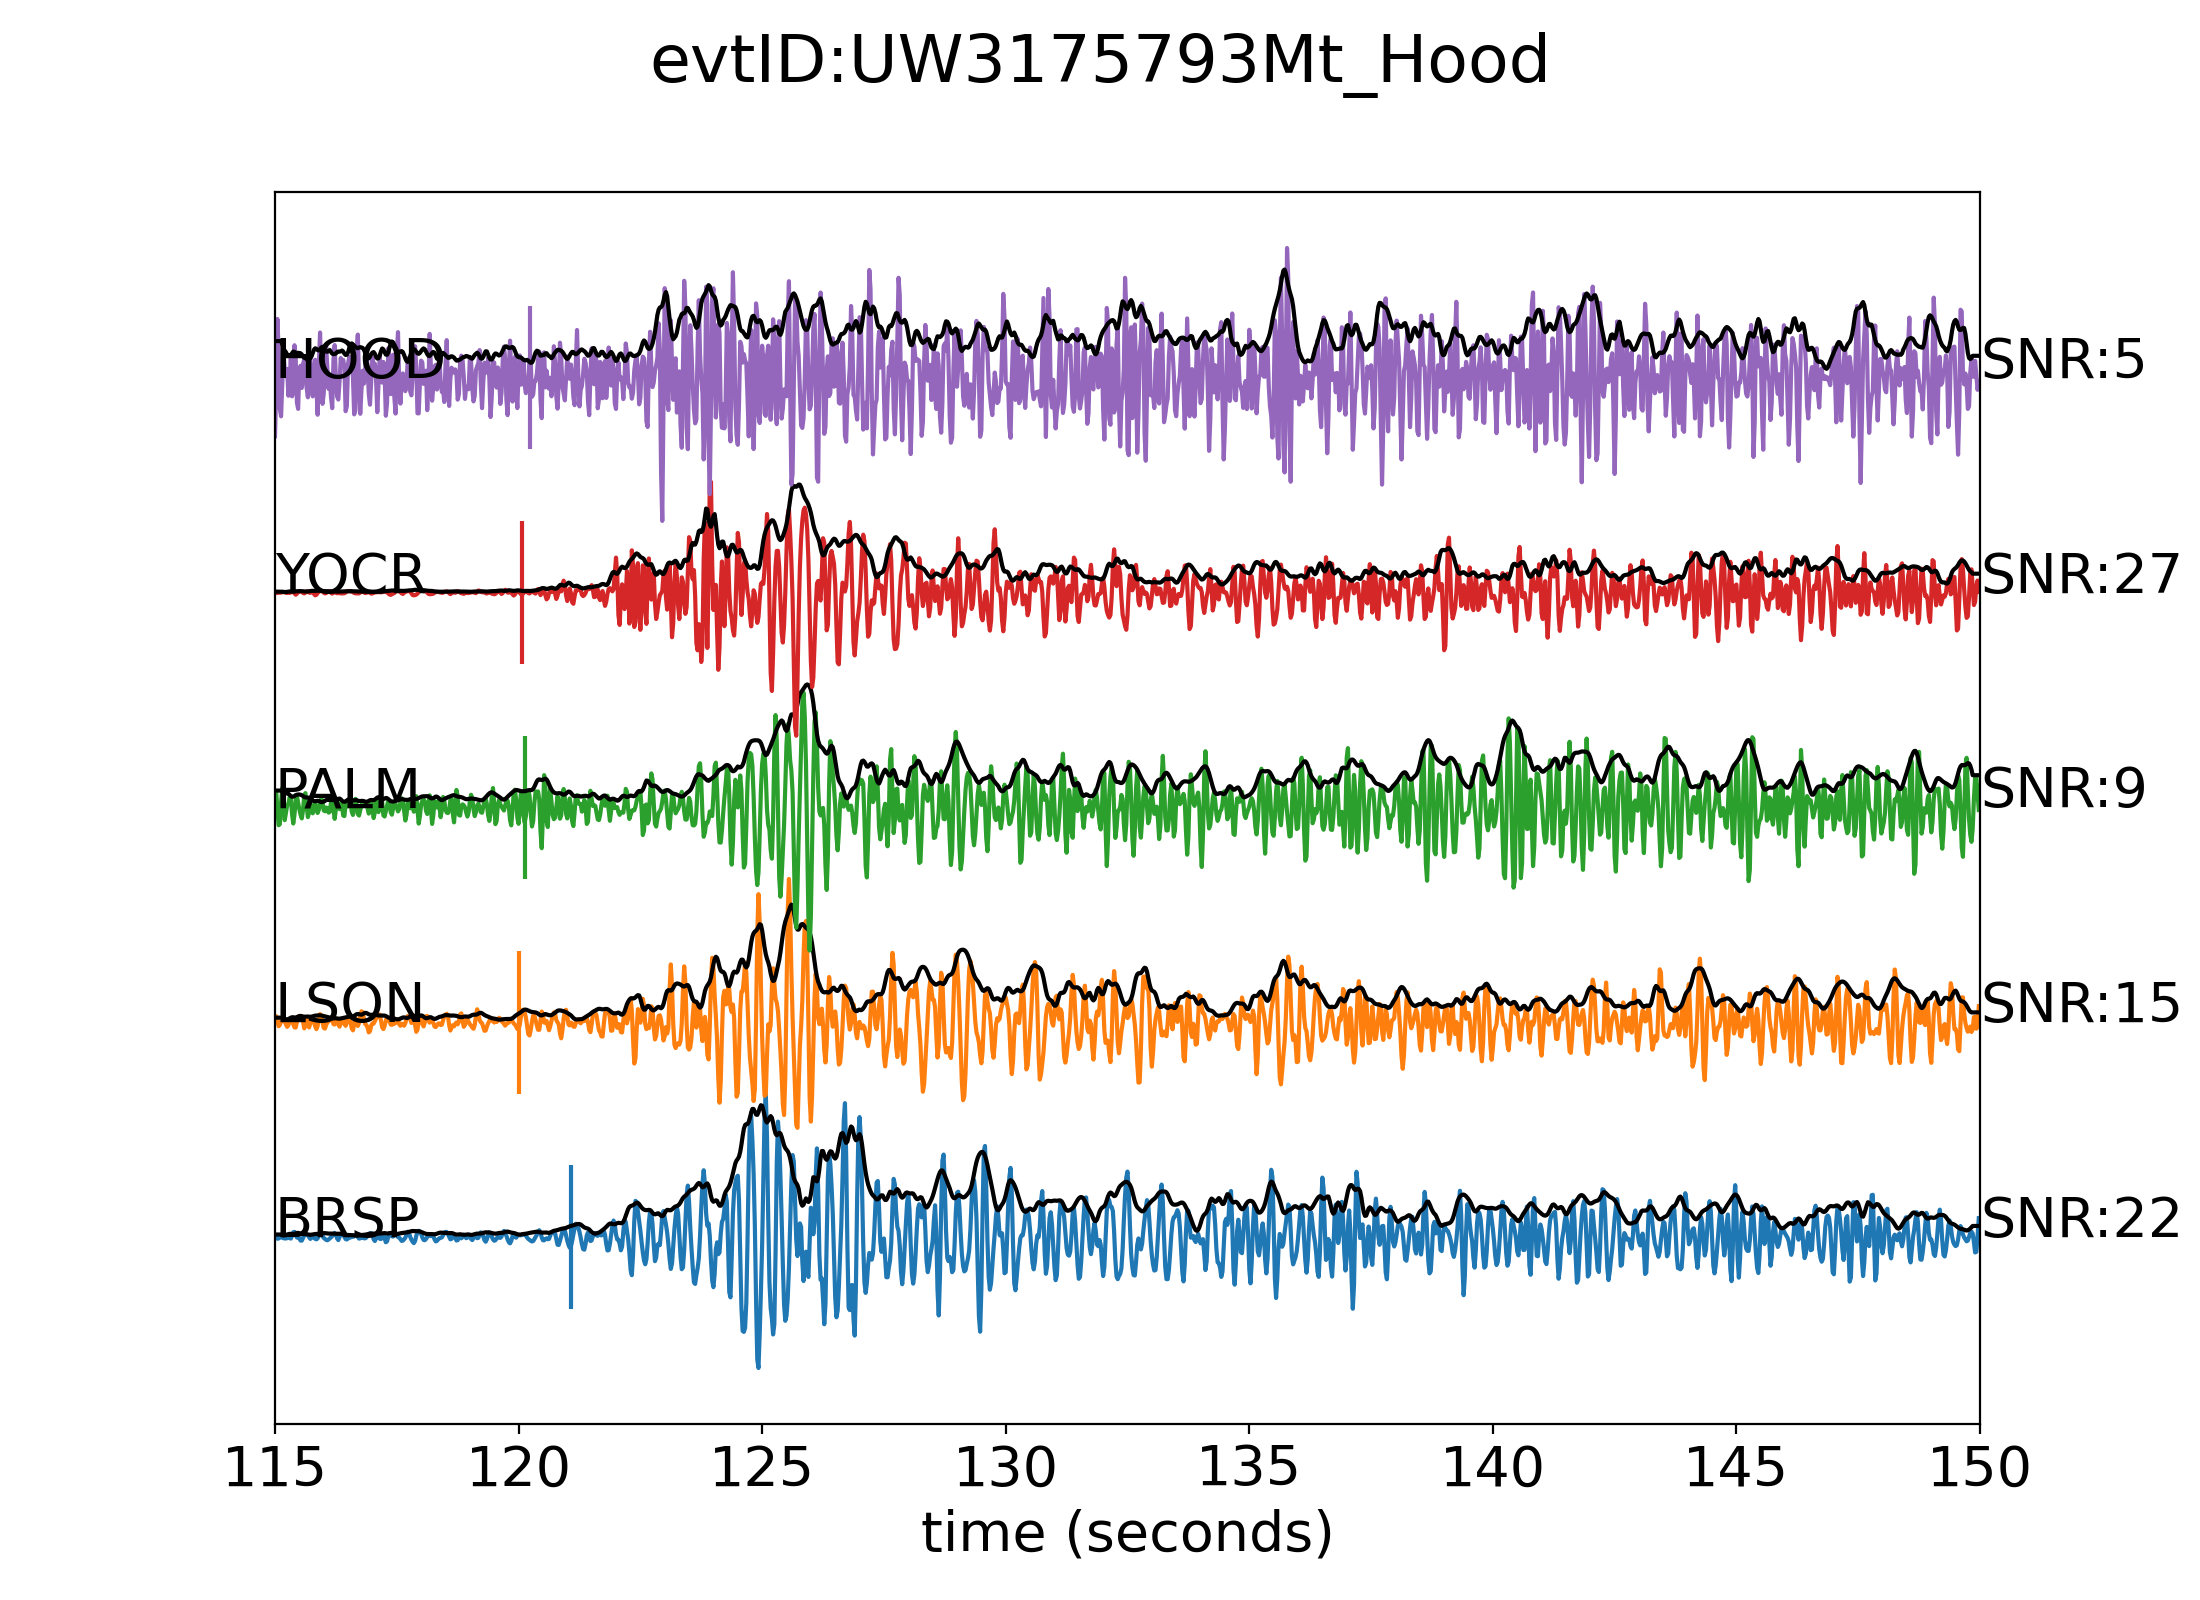 evtID:UW3175793Mt_Hood
HOOD SNR:5
YOCR SNR:27
PALM SNR:9
LSON SNR:15
BRSP SNR:22
115 120 125 130 135 140 145 150
time (seconds)